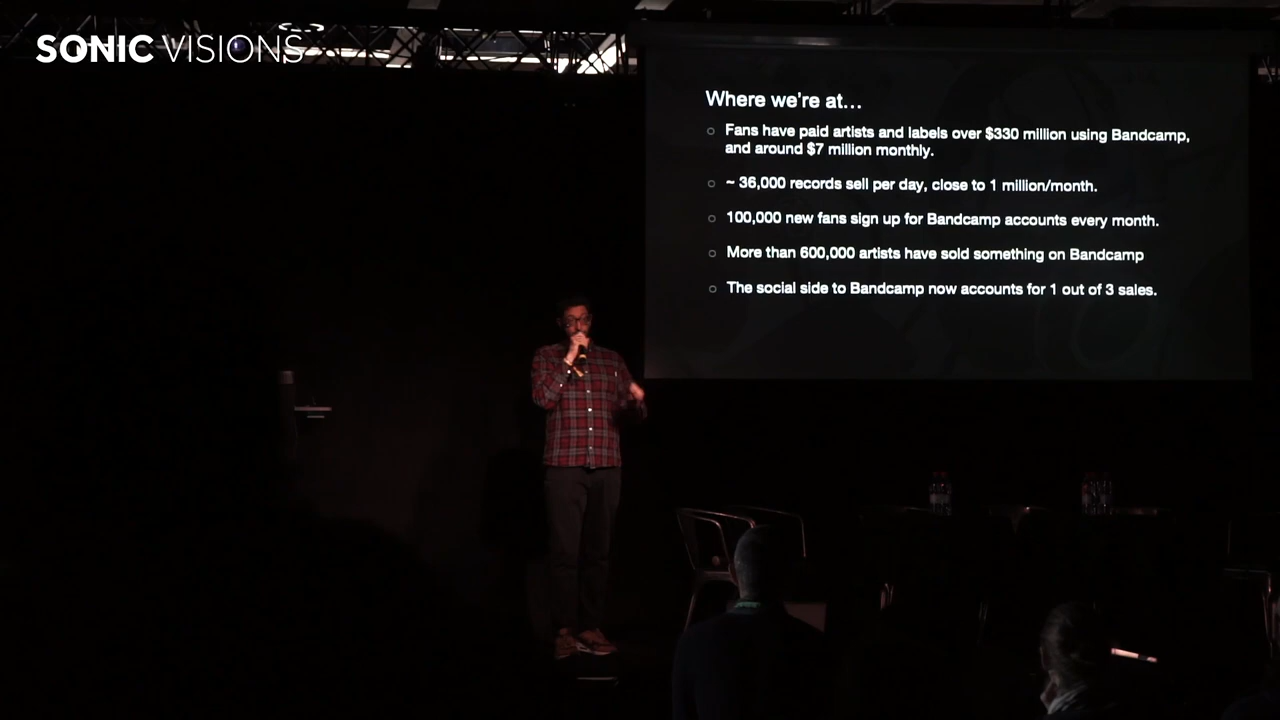 SONIC VISIONS
Where we're at...
Fans have paid artists and labels over $330 million using Bandcamp,
and around $7 million monthly.
~ 36,000 records sell per day, close to 1 million/month.
100,000 new fans sign up for Bandcamp accounts every month.
More than 600,000 artists have sold something on Bandcamp
The social side to Bandcamp now accounts for 1 out of 3 sales.